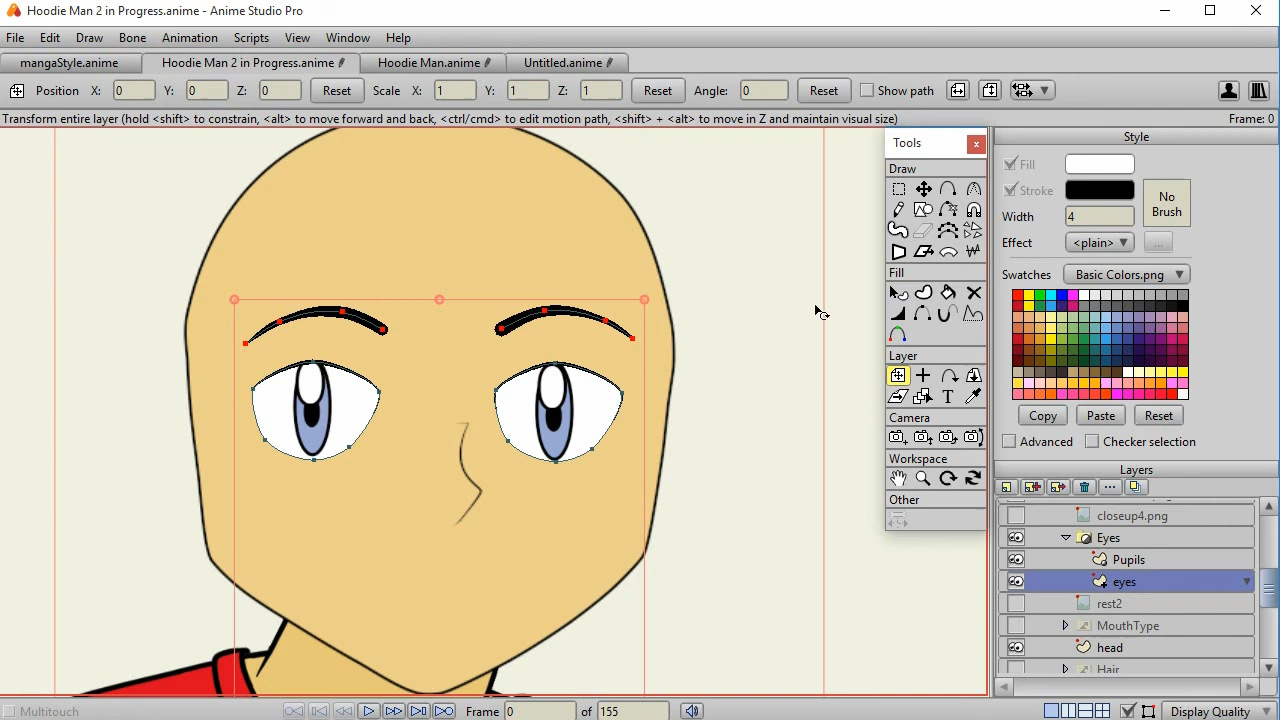 Hoodie Man 2 in Progress.anime - Anime Studio Pro
File Edit Draw Bone Animation Scripts View Window Help
mangaStyle.anime Hoodie Man 2 in Progress.anime Hoodie Man.anime Untitled.anime
Position X: 0 Y: 0 Z: 0 Reset Scale X: 1 Y: 1 Z: 1 Reset Angle: 0 Reset Show path
Transform entire layer (hold <shift> to constrain, <alt> to move forward and back, <ctrl/cmd> to edit motion path, <shift> + <alt> to move in Z and maintain visual size) Frame: 0
Tools
Draw
Fill
Layer
Camera
Workspace
Other
Style
Fill
Stroke
No
Brush
Width 4
Effect <plain> ...
Swatches Basic Colors.png
Copy Paste Reset
Advanced Checker selection
Layers
closeup4.png
Eyes
Pupils
eyes
rest2
MouthType
head
Hair
Multitouch Frame 0 of 155 Display Quality